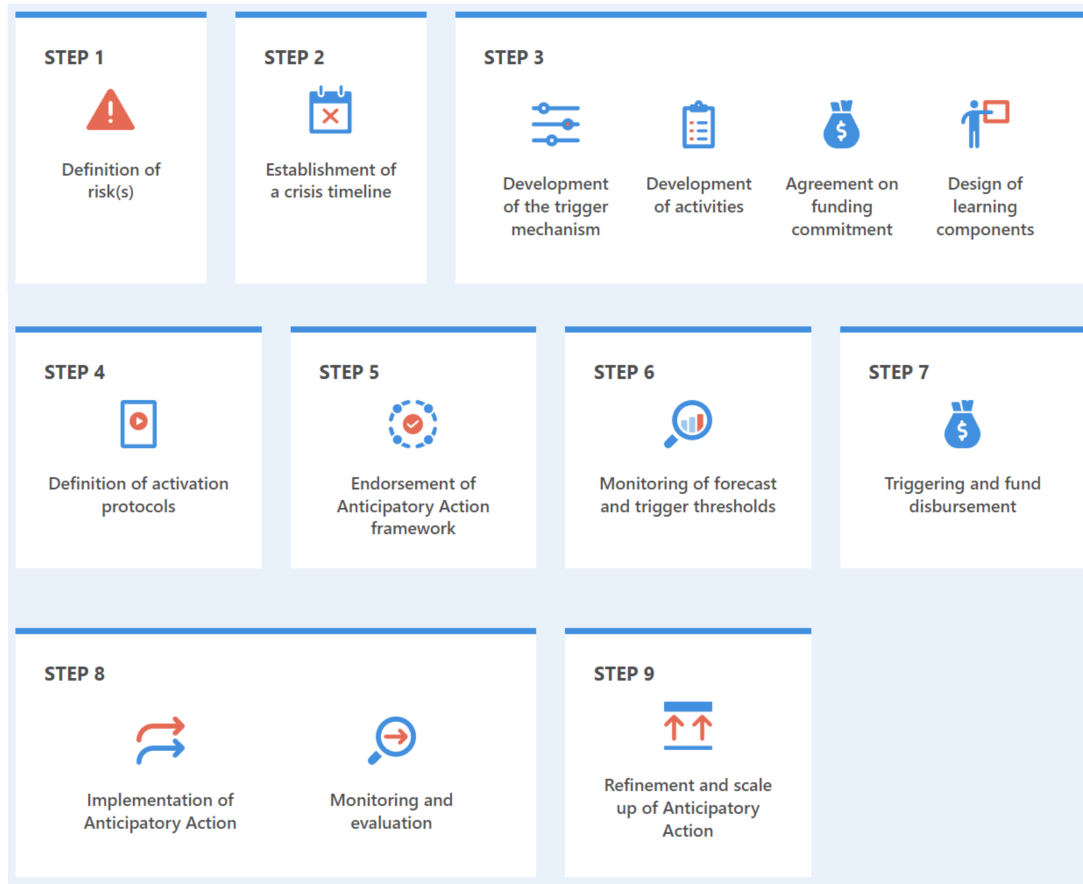 STEP 1
Definition of
risk(s)
STEP 2
Establishment of
a crisis timeline
STEP 3
Development
of the trigger
mechanism
Development
of activities
Agreement on
funding
commitment
Design of
learning
components
STEP 4
Definition of activation
protocols
STEP 5
Endorsement of
Anticipatory Action
framework
STEP 6
Monitoring of forecast
and trigger thresholds
STEP 7
Triggering and fund
disbursement
STEP 8
Implementation of
Anticipatory Action
Monitoring and
evaluation
STEP 9
Refinement and scale
up of Anticipatory
Action